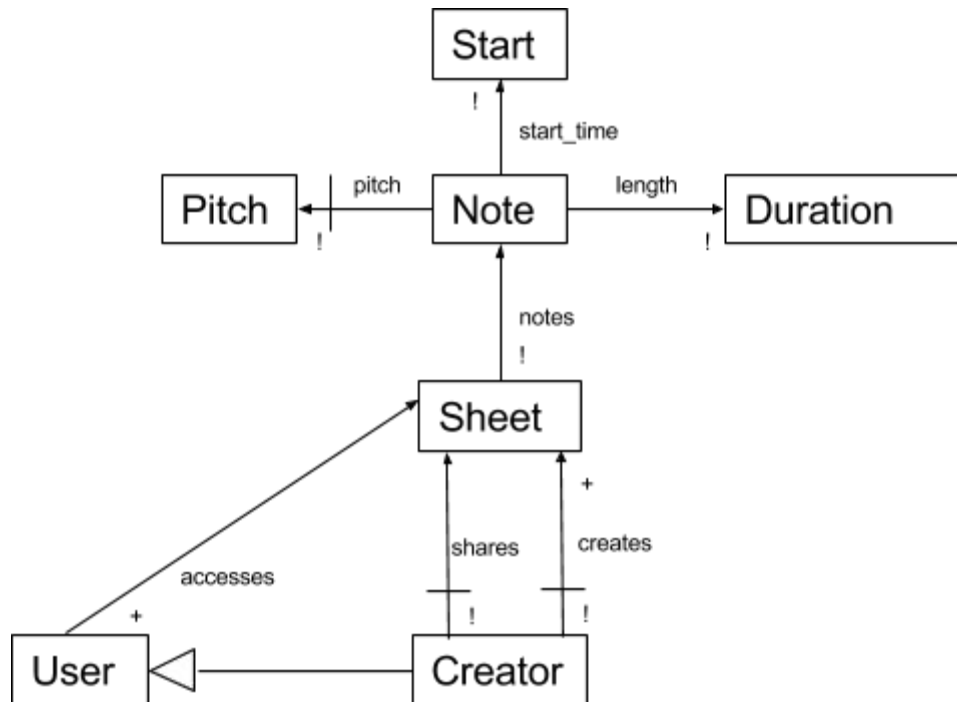 Start
!
start_time
Pitch
pitch
!
Note
length
!
Duration
notes
!
Sheet
+
shares
creates
accesses
+
!
!
User
Creator